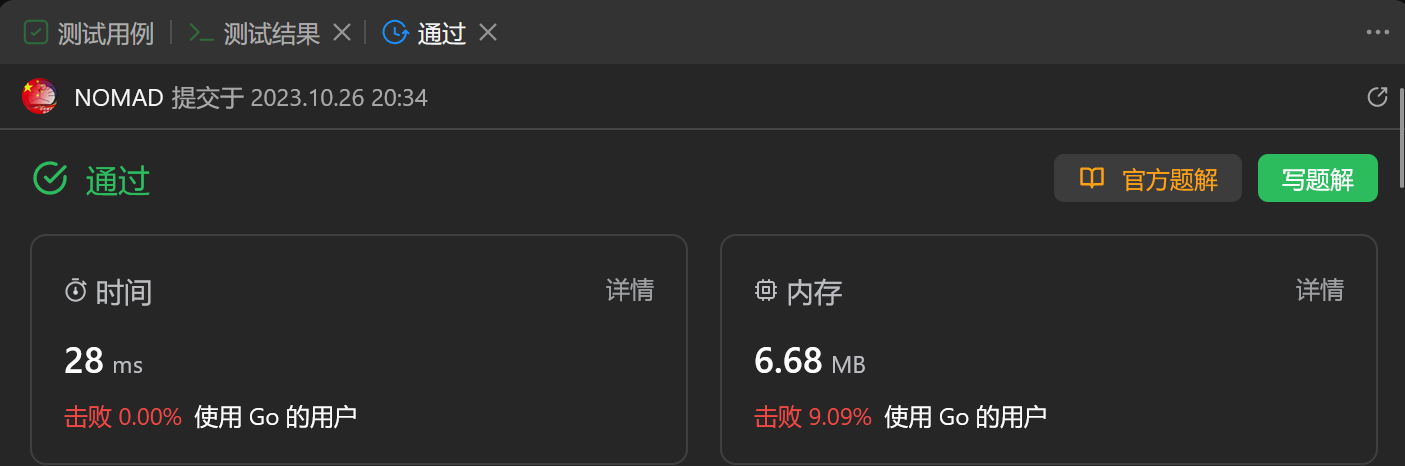 测试用例 测试结果 通过
NOMAD 提交于 2023.10.26 20:34
通过 官方题解 写题解
时间 详情 内存 详情
28 ms 6.68 MB
击败 0.00% 使用 Go 的用户 击败 9.09% 使用 Go 的用户